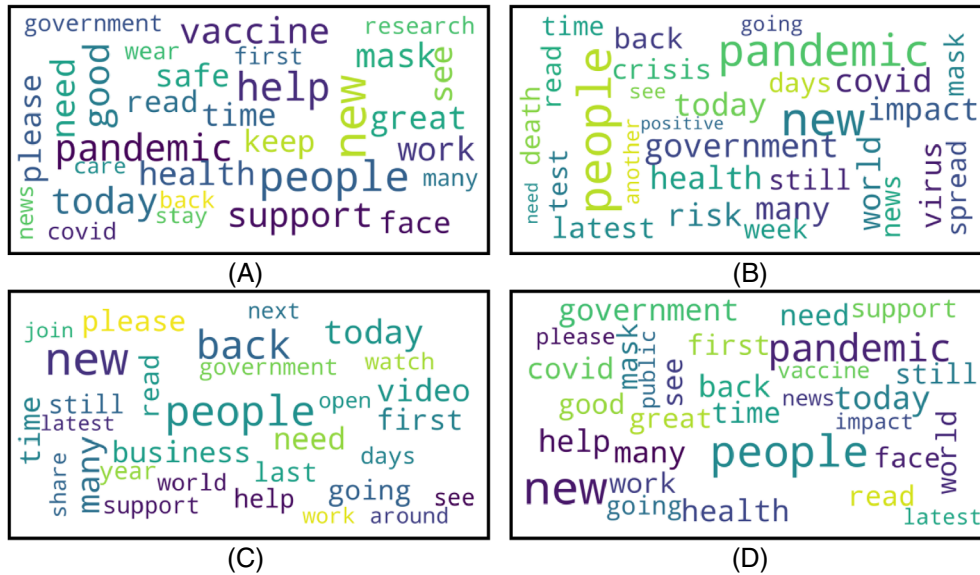 government
vaccine
research
wear
first
mask
see
need
good
safe
help
new
please
read
time
great
pandemic
keep
work
care
health
people
many
news
today
back
stay
support
face
covid
(A)
time
back
going
pandemic
mask
read
people
crisis
days
covid
see
today
new
impact
death
positive
test
another
government
world
virus
spread
need
health
still
news
latest
risk
many
week
(B)
next
join
please
back
today
new
government
watch
read
video
time
still
people
open
first
latest
many
business
need
share
year
last
days
world
support
help
going
see
work
around
(C)
government
need
support
please
mask
public
first
pandemic
covid
see
vaccine
still
back
good
great
time
news
today
impact
help
many
people
face
world
new
work
going
health
read
latest
(D)